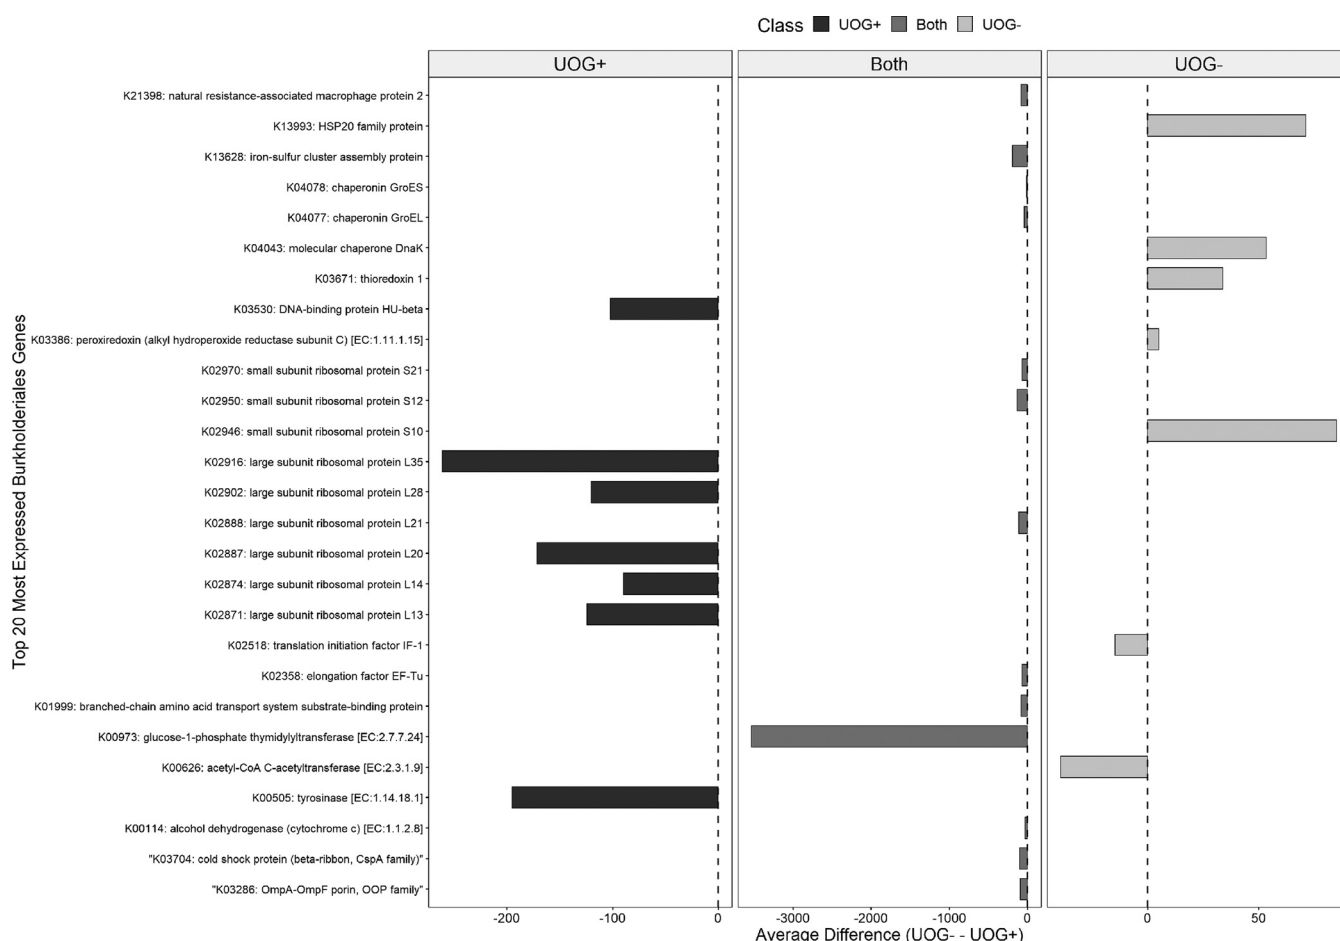 Class UOG+ Both UOG-
UOG+ Both UOG-
Top 20 Most Expressed Burkholderiales Genes
K21398: natural resistance-associated macrophage protein 2
K13993: HSP20 family protein
K13628: iron-sulfur cluster assembly protein
K04078: chaperonin GroES
K04077: chaperonin GroEL
K04043: molecular chaperone DnaK
K03671: thioredoxin 1
K03530: DNA-binding protein HU-beta
K03386: peroxiredoxin (alkyl hydroperoxide reductase subunit C) [EC:1.11.1.15]
K02970: small subunit ribosomal protein S21
K02950: small subunit ribosomal protein S12
K02946: small subunit ribosomal protein S10
K02916: large subunit ribosomal protein L35
K02902: large subunit ribosomal protein L28
K02888: large subunit ribosomal protein L21
K02887: large subunit ribosomal protein L20
K02874: large subunit ribosomal protein L14
K02871: large subunit ribosomal protein L13
K02518: translation initiation factor IF-1
K02358: elongation factor EF-Tu
K01999: branched-chain amino acid transport system substrate-binding protein
K00973: glucose-1-phosphate thymidylyltransferase [EC:2.7.7.24]
K00626: acetyl-CoA C-acetyltransferase [EC:2.3.1.9]
K00505: tyrosinase [EC:1.14.18.1]
K00114: alcohol dehydrogenase (cytochrome c) [EC:1.1.2.8]
"K03704: cold shock protein (beta-ribbon, CspA family)"
"K03286: OmpA-OmpF porin, OOP family"
-200 -100 0 -3000 -2000 -1000 0 0 50
Average Difference (UOG- - UOG+)